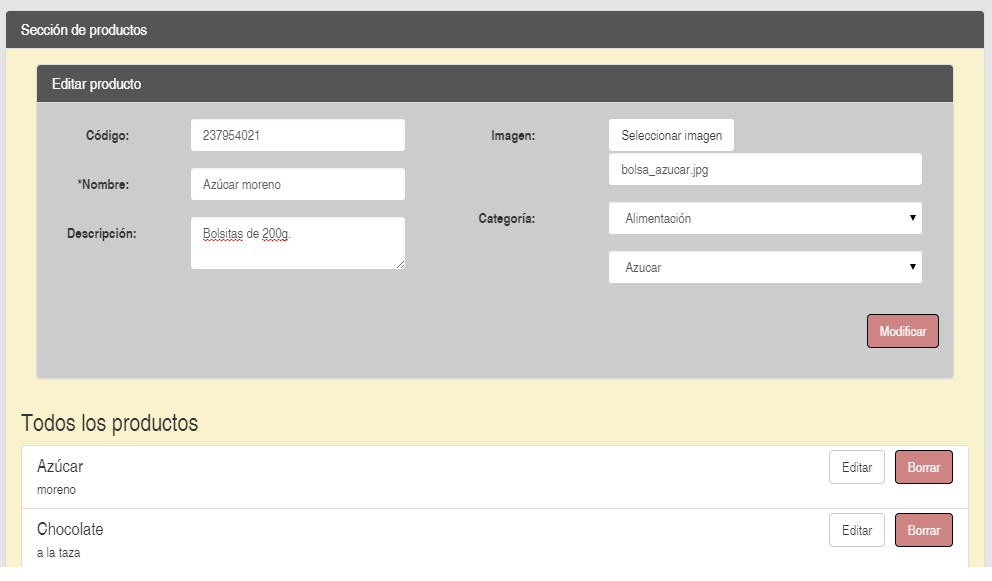 Sección de productos
Editar producto
Código: 237954021
*Nombre: Azúcar moreno
Descripción: Bolsitas de 200g.
Imagen: Seleccionar imagen
bolsa_azucar.jpg
Categoría: Alimentación
Azucar
Modificar
Todos los productos
Azúcar
moreno
Editar Borrar
Chocolate
a la taza
Editar Borrar